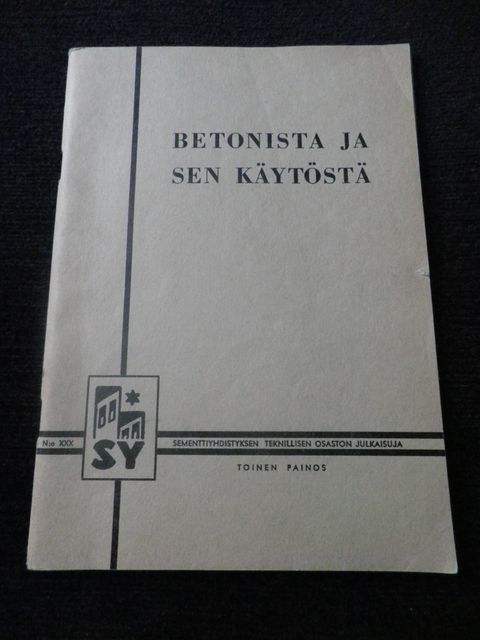 BETONISTA JA
SEN KÄYTÖSTÄ
N:o XXX
SY
SEMENTTIYHDISTYKSEN TEKNILLISEN OSASTON JULKAISUJA
TOINEN PAINOS